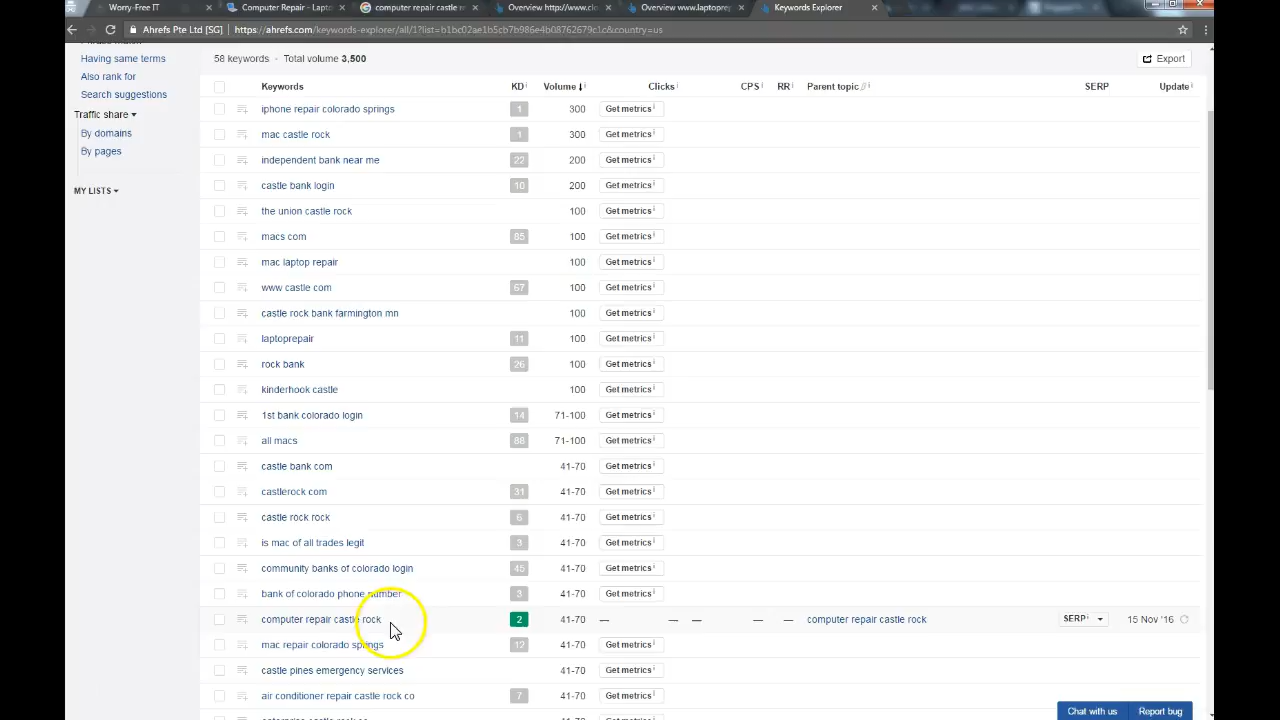 Worry-Free IT
Computer Repair - Lapto
computer repair castle r
Overview http://www.clo
Overview www.laptoprep
Keywords Explorer
Ahrefs Pte Ltd [SG] https://ahrefs.com/keywords-explorer/all/1?list=b1bc02ac1b5cb7b986e4b08762679c1c&country=us
Phrase match
Having same terms
Also rank for
Search suggestions
Traffic share
By domains
By pages
MY LISTS
58 keywords · Total volume 3,500
Export
Keywords KD Volume Clicks CPS RR Parent topic SERP Update
iphone repair colorado springs 1 300 Get metrics
mac castle rock 1 300 Get metrics
independent bank near me 22 200 Get metrics
castle bank login 10 200 Get metrics
the union castle rock 100 Get metrics
macs com 85 100 Get metrics
mac laptop repair 100 Get metrics
www castle com 67 100 Get metrics
castle rock bank farmington mn 100 Get metrics
laptoprepair 11 100 Get metrics
rock bank 26 100 Get metrics
kinderhook castle 100 Get metrics
1st bank colorado login 14 71-100 Get metrics
all macs 88 71-100 Get metrics
castle bank com 41-70 Get metrics
castlerock com 31 41-70 Get metrics
castle rock rock 6 41-70 Get metrics
is mac of all trades legit 3 41-70 Get metrics
community banks of colorado login 45 41-70 Get metrics
bank of colorado phone number 3 41-70 Get metrics
computer repair castle rock 2 41-70 — — — — — computer repair castle rock SERP 15 Nov '16
mac repair colorado springs 12 41-70 Get metrics
castle pines emergency services 41-70 Get metrics
air conditioner repair castle rock co 7 41-70 Get metrics
Chat with us
Report bug